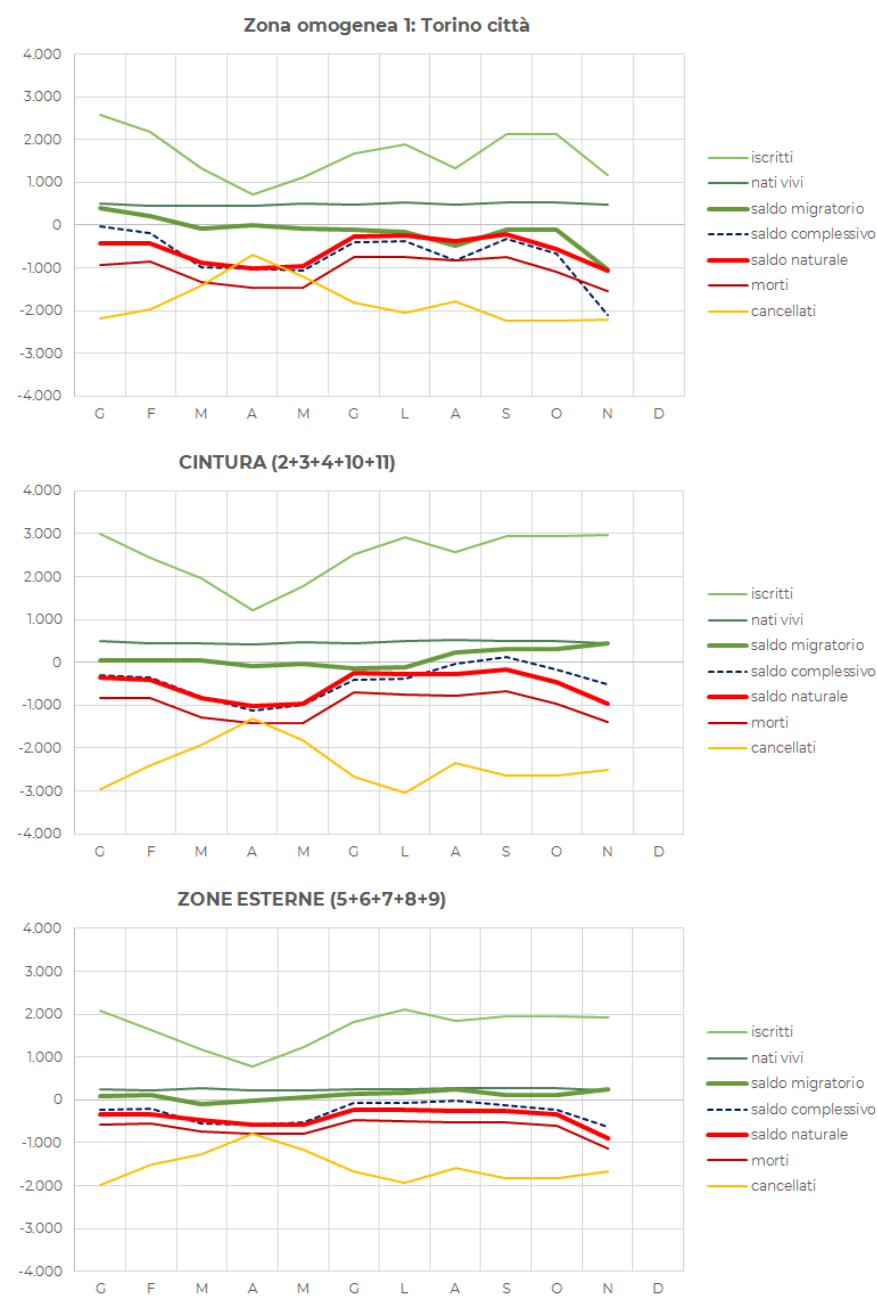 Zona omogenea 1: Torino città
4.000
3.000
2.000
1.000
0
-1.000
-2.000
-3.000
-4.000
G F M A M G L A S O N D
iscritti
nati vivi
saldo migratorio
saldo complessivo
saldo naturale
morti
cancellati
CINTURA (2+3+4+10+11)
4.000
3.000
2.000
1.000
0
-1.000
-2.000
-3.000
-4.000
G F M A M G L A S O N D
iscritti
nati vivi
saldo migratorio
saldo complessivo
saldo naturale
morti
cancellati
ZONE ESTERNE (5+6+7+8+9)
4.000
3.000
2.000
1.000
0
-1.000
-2.000
-3.000
-4.000
G F M A M G L A S O N D
iscritti
nati vivi
saldo migratorio
saldo complessivo
saldo naturale
morti
cancellati